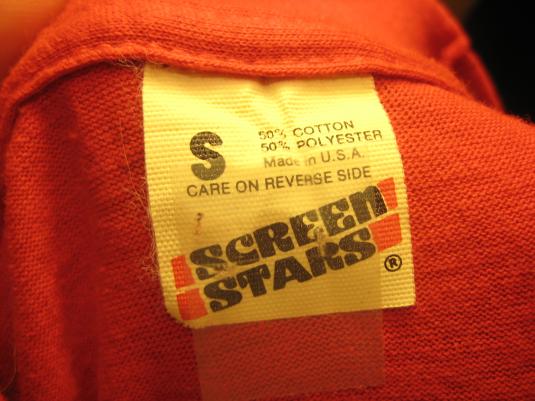 S
50% COTTON
50% POLYESTER
Made in U.S.A.
CARE ON REVERSE SIDE
SCREEN
STARS ®